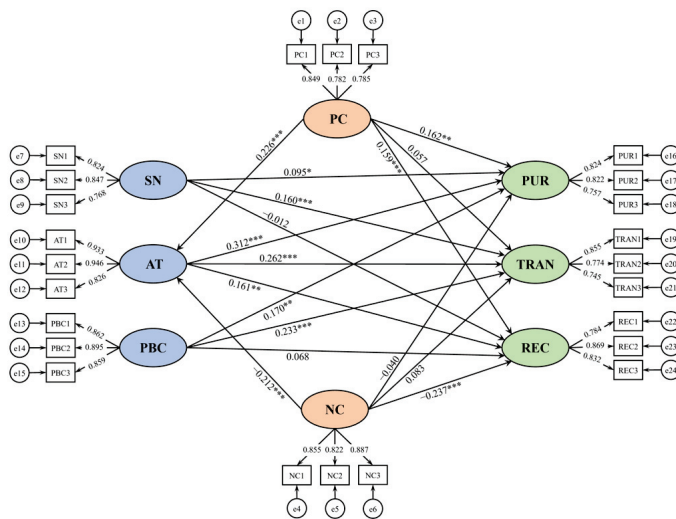 e1 e2 e3
PC1 PC2 PC3
0.849 0.782 0.785
PC
0.226***
0.162**
0.057
0.159***
e7 SN1 0.824
e8 SN2 0.847
e9 SN3 0.768
SN
0.095*
0.160***
−0.012
0.824 PUR1 e16
0.822 PUR2 e17
0.757 PUR3 e18
PUR
e10 AT1 0.933
e11 AT2 0.946
e12 AT3 0.826
AT
0.312***
0.262***
0.161**
0.855 TRAN1 e19
0.774 TRAN2 e20
0.745 TRAN3 e21
TRAN
e13 PBC1 0.862
e14 PBC2 0.895
e15 PBC3 0.859
PBC
0.170**
0.233***
0.068
0.784 REC1 e22
0.869 REC2 e23
0.832 REC3 e24
REC
−0.212***
−0.040
0.083
−0.237***
NC
0.855 0.822 0.887
NC1 NC2 NC3
e4 e5 e6